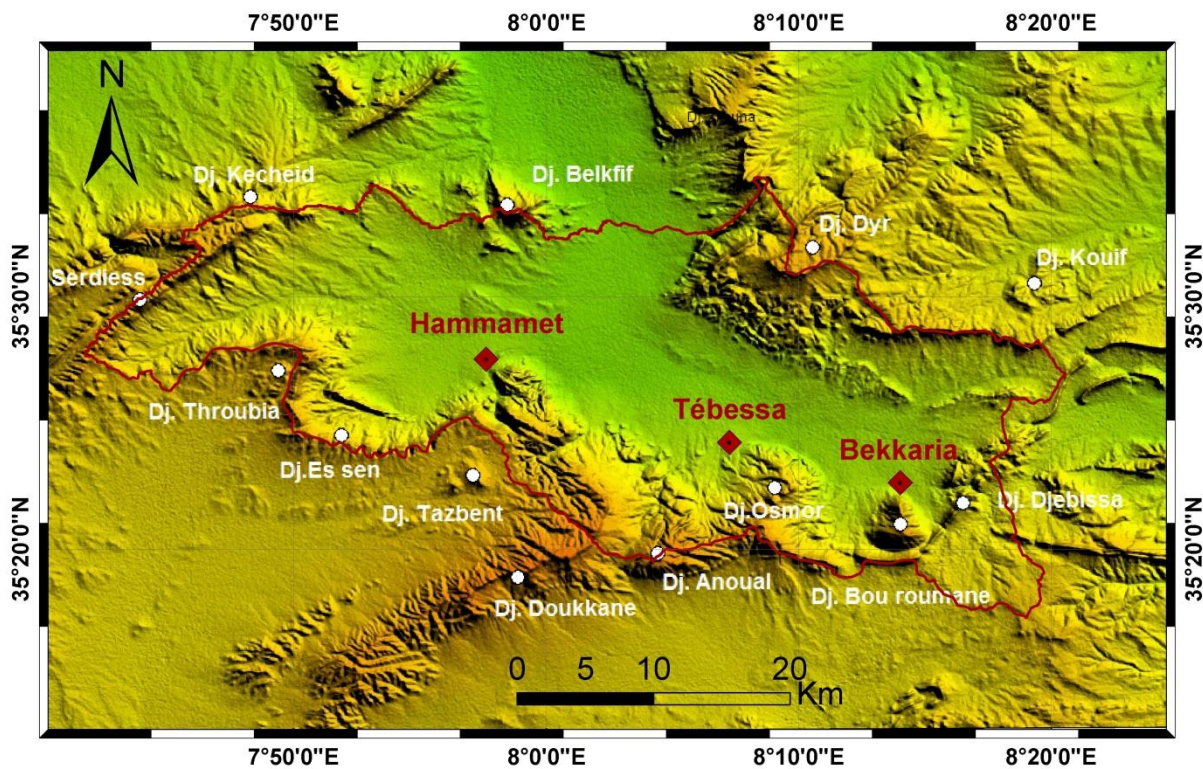 7°50'0"E 8°0'0"E 8°10'0"E 8°20'0"E
N
Dj. Kecheid
Dj. Belkfif
Dj. Dyr
Dj. Kouif
Serdiess
35°30'0"N
35°30'0"N
Hammamet
Dj. Throubia
Tébessa
Bekkaria
Dj.Es sen
Dj. Tazbent
Dj.Osmor
Dj. Djebissa
35°20'0"N
35°20'0"N
Dj. Anoual
Dj. Doukkane
Dj. Bou roumane
0 5 10 20
Km
7°50'0"E 8°0'0"E 8°10'0"E 8°20'0"E